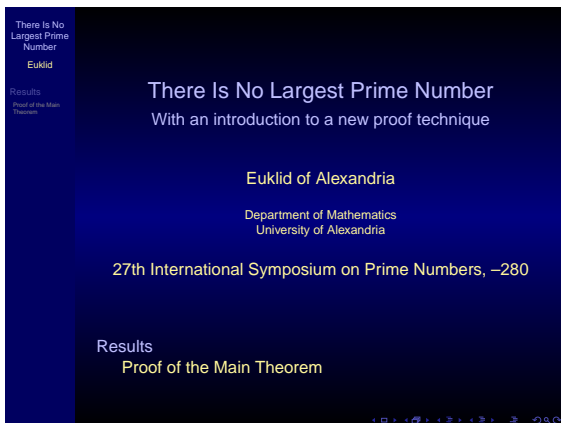 There Is No
Largest Prime
Number
Euklid
Results
Proof of the Main
Theorem
There Is No Largest Prime Number
With an introduction to a new proof technique
Euklid of Alexandria
Department of Mathematics
University of Alexandria
27th International Symposium on Prime Numbers, –280
Results
Proof of the Main Theorem